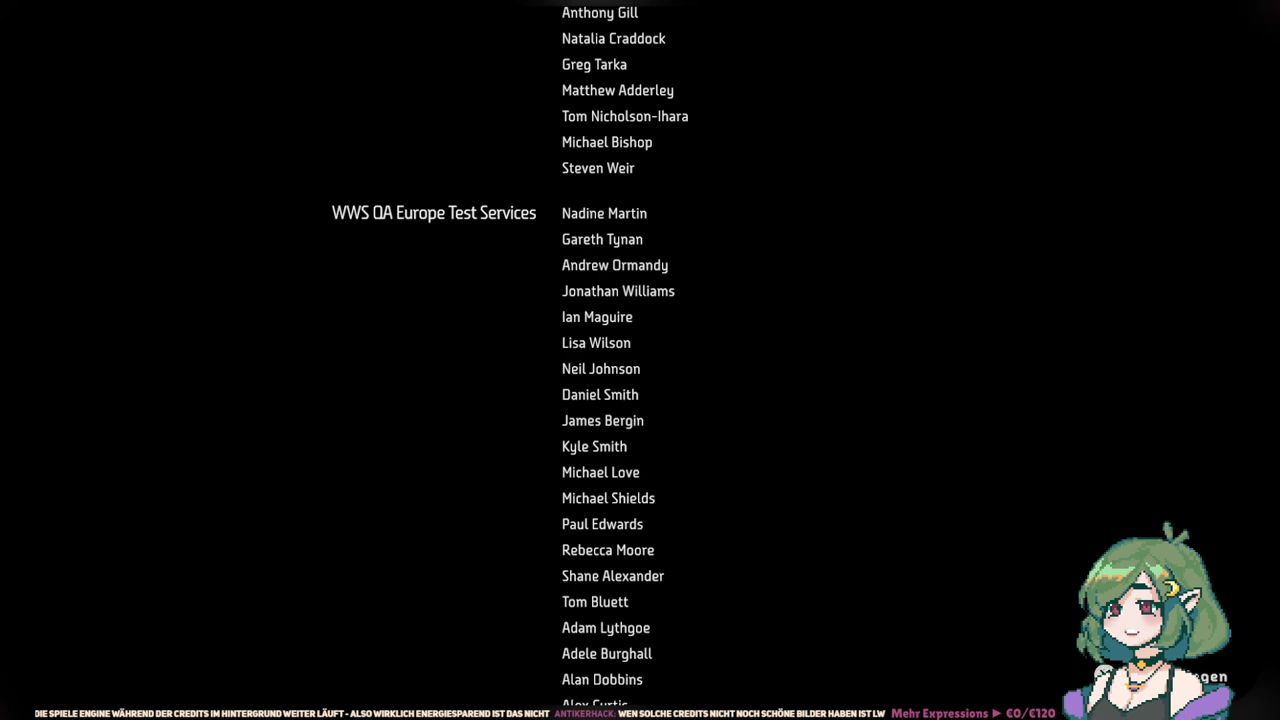 Anthony Gill
Natalia Craddock
Greg Tarka
Matthew Adderley
Tom Nicholson-Ihara
Michael Bishop
Steven Weir
WWS QA Europe Test Services
Nadine Martin
Gareth Tynan
Andrew Ormandy
Jonathan Williams
Ian Maguire
Lisa Wilson
Neil Johnson
Daniel Smith
James Bergin
Kyle Smith
Michael Love
Michael Shields
Paul Edwards
Rebecca Moore
Shane Alexander
Tom Bluett
Adam Lythgoe
Adele Burghall
Alan Dobbins
Alex Curtis
DIE SPIELE ENGINE WÄHREND DER CREDITS IM HINTERGRUND WEITER LÄUFT - ALSO WIRKLICH ENERGIESPAREND IST DAS NICHT ANTIKERHACK: WEN SOLCHE CREDITS NICHT NOCH SCHÖNE BILDER HABEN IST LW Mehr Expressions ► €0/€120